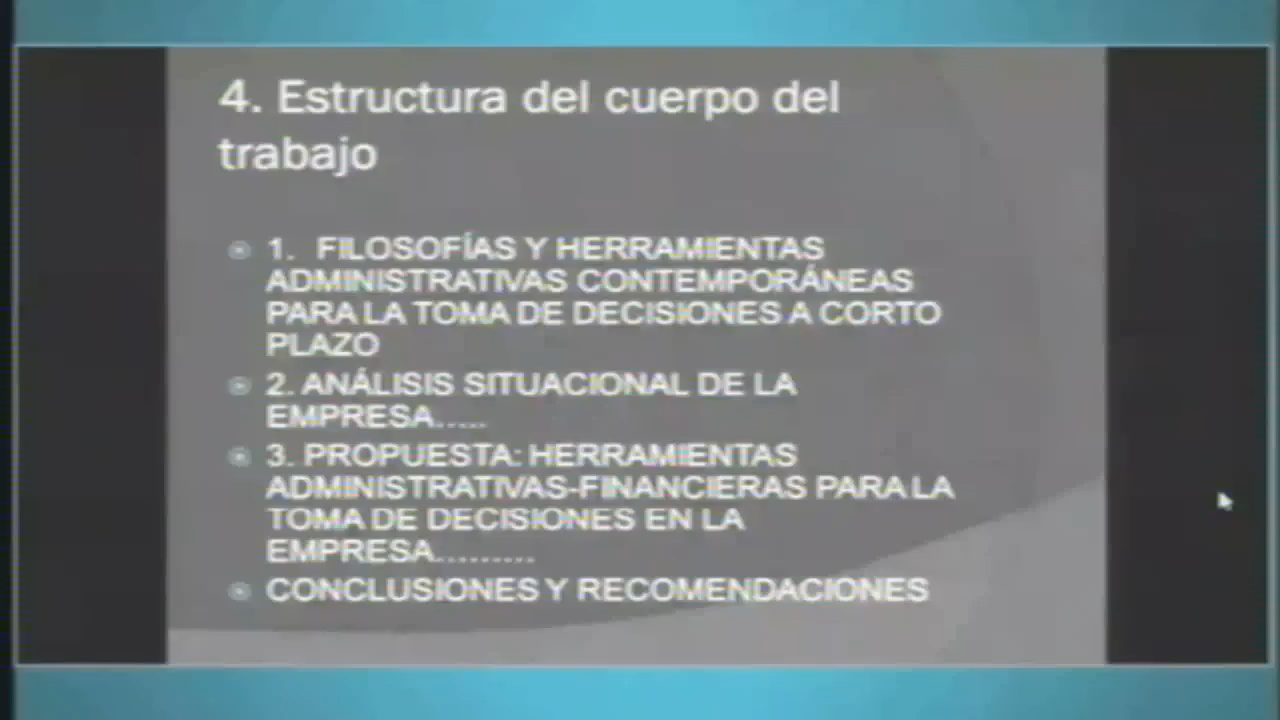 4. Estructura del cuerpo del
trabajo
1. FILOSOFÍAS Y HERRAMIENTAS
ADMINISTRATIVAS CONTEMPORÁNEAS
PARA LA TOMA DE DECISIONES A CORTO
PLAZO
2. ANÁLISIS SITUACIONAL DE LA
EMPRESA.....
3. PROPUESTA: HERRAMIENTAS
ADMINISTRATIVAS-FINANCIERAS PARA LA
TOMA DE DECISIONES EN LA
EMPRESA.........
CONCLUSIONES Y RECOMENDACIONES